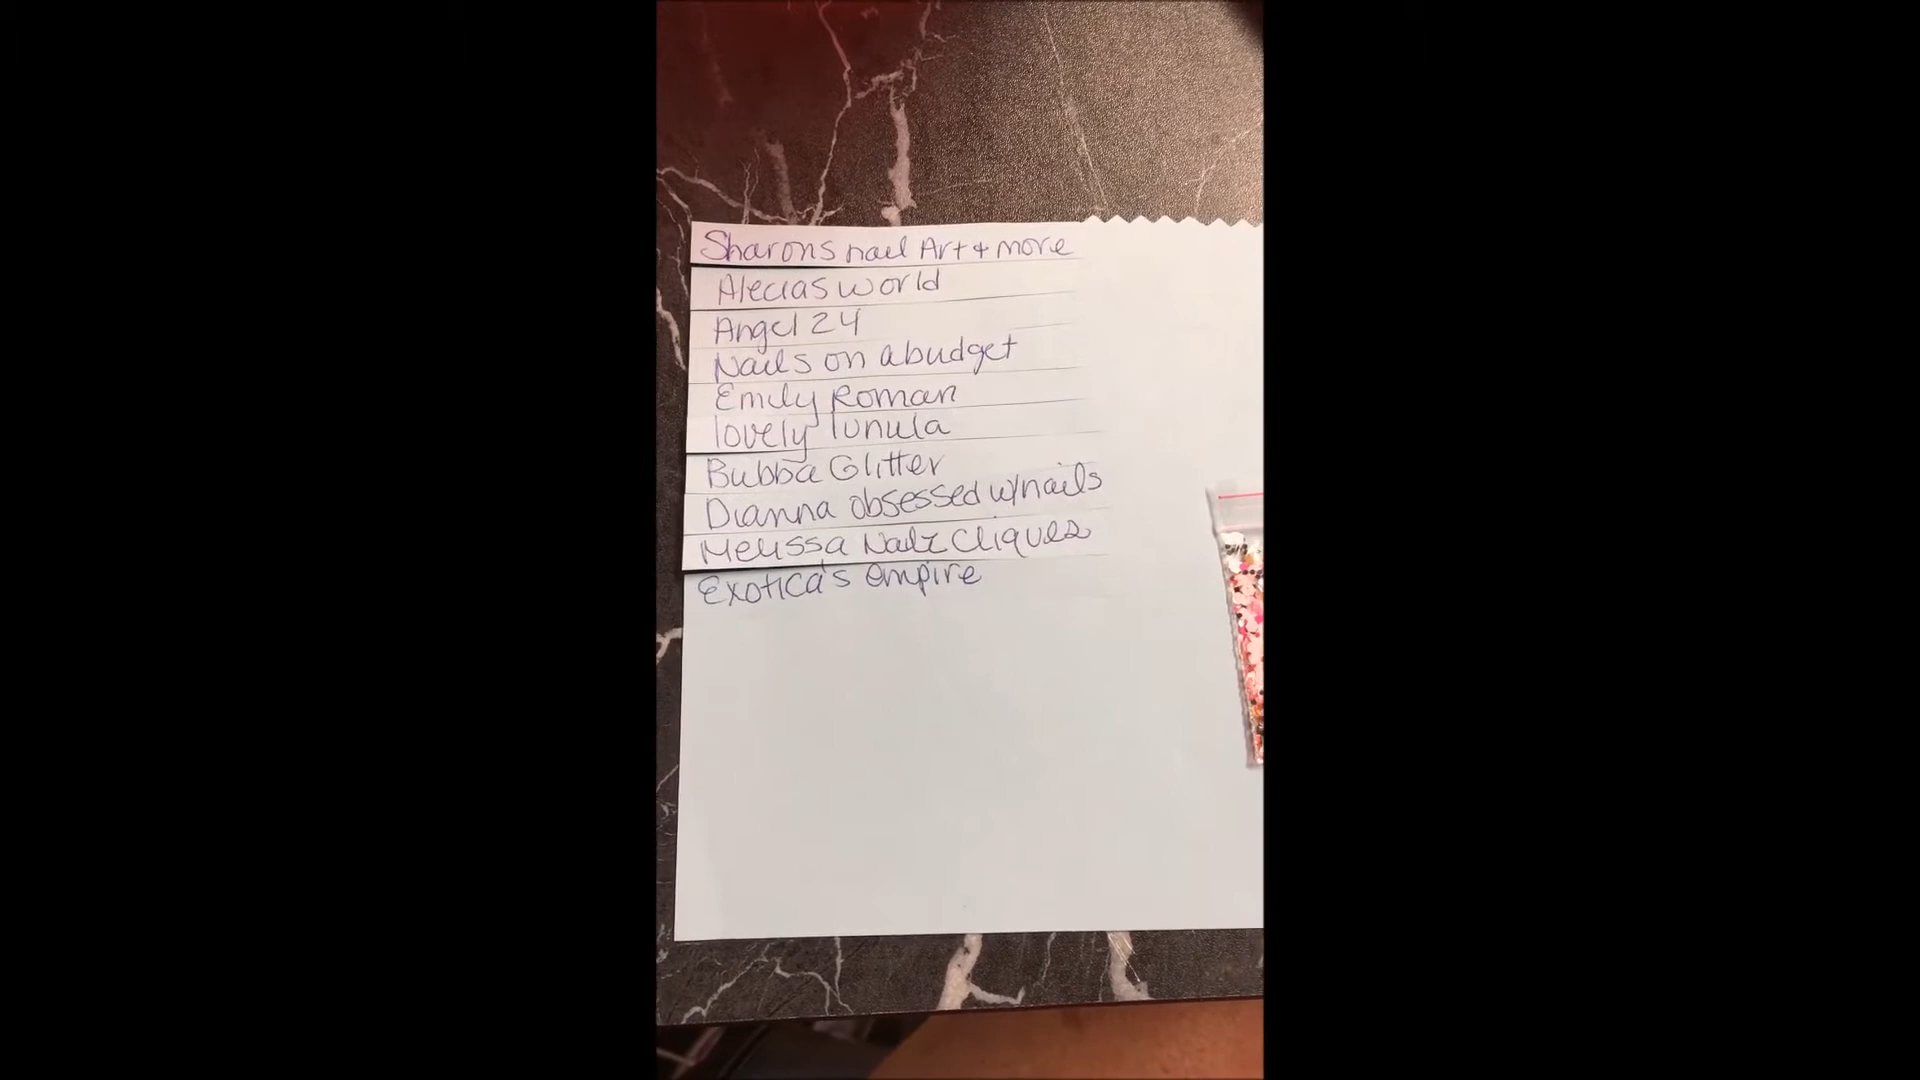 Sharons nail Art & more
Alecias world
Angel 24
Nails on a budget
Emily Roman
lovely lunula
Bubba Glitter
Dianna obsessed w/nails
Melissa Nailz Cliques
Exotica's empire